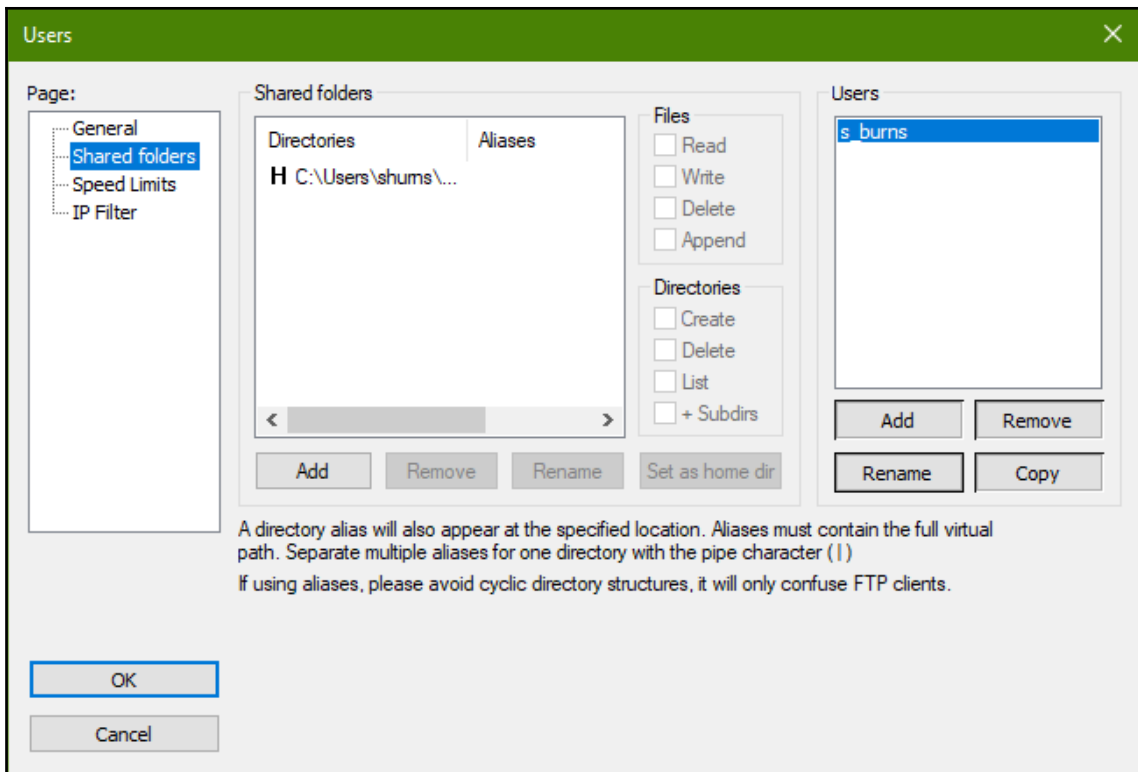 Users
Page:
General
Shared folders
Speed Limits
IP Filter
OK
Cancel
Shared folders
Directories Aliases
H C:\Users\shurns\...
Add Remove Rename Set as home dir
Files
Read
Write
Delete
Append
Directories
Create
Delete
List
+ Subdirs
Users
s_burns
Add Remove
Rename Copy
A directory alias will also appear at the specified location. Aliases must contain the full virtual
path. Separate multiple aliases for one directory with the pipe character ( | )
If using aliases, please avoid cyclic directory structures, it will only confuse FTP clients.